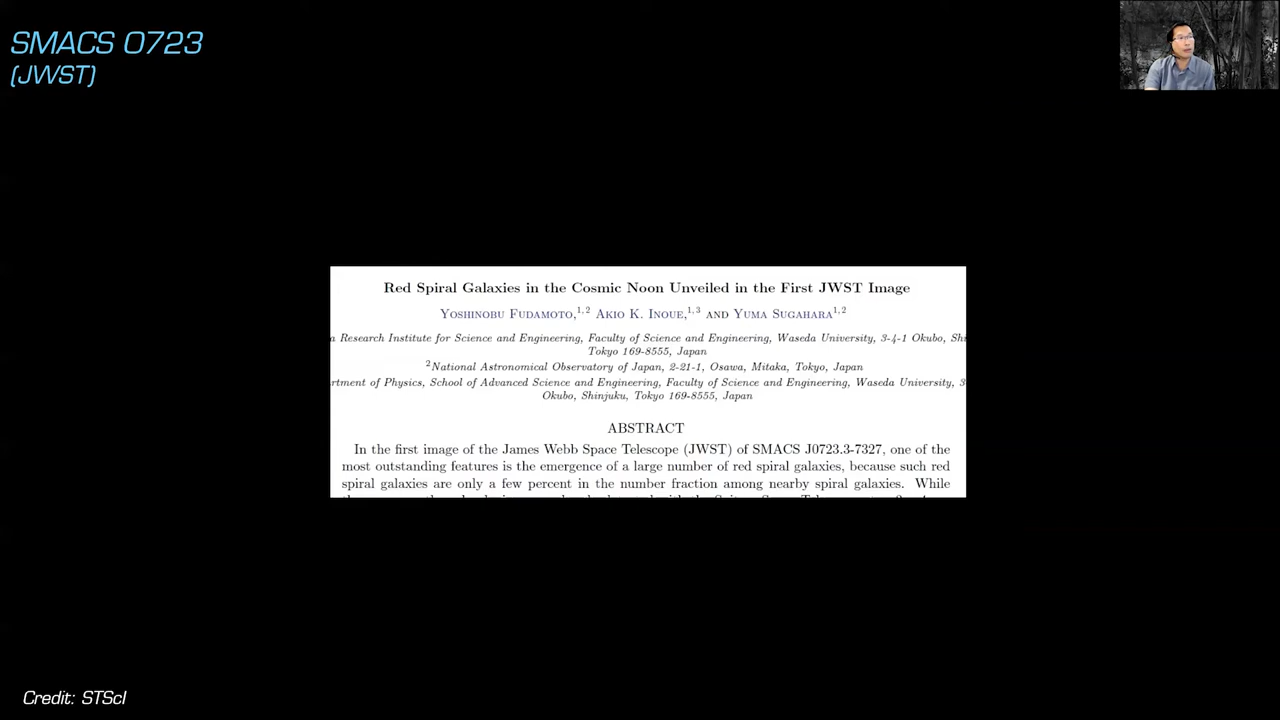 SMACS 0723
(JWST)
Red Spiral Galaxies in the Cosmic Noon Unveiled in the First JWST Image
Yoshinobu Fudamoto,1,2 Akio K. Inoue,1,3 and Yuma Sugahara1,2
a Research Institute for Science and Engineering, Faculty of Science and Engineering, Waseda University, 3-4-1 Okubo, Shi
Tokyo 169-8555, Japan
2National Astronomical Observatory of Japan, 2-21-1, Osawa, Mitaka, Tokyo, Japan
rtment of Physics, School of Advanced Science and Engineering, Faculty of Science and Engineering, Waseda University, 3
Okubo, Shinjuku, Tokyo 169-8555, Japan
ABSTRACT
In the first image of the James Webb Space Telescope (JWST) of SMACS J0723.3-7327, one of the
most outstanding features is the emergence of a large number of red spiral galaxies, because such red
spiral galaxies are only a few percent in the number fraction among nearby spiral galaxies. While
Credit: STScI